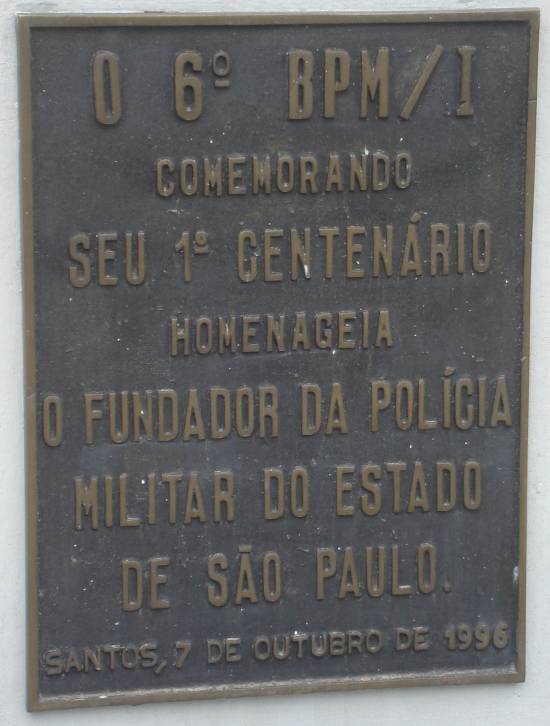 O 6º BPM/I
COMEMORANDO
SEU 1º CENTENÁRIO
HOMENAGEIA
O FUNDADOR DA POLÍCIA
MILITAR DO ESTADO
DE SÃO PAULO.
SANTOS, 7 DE OUTUBRO DE 1996